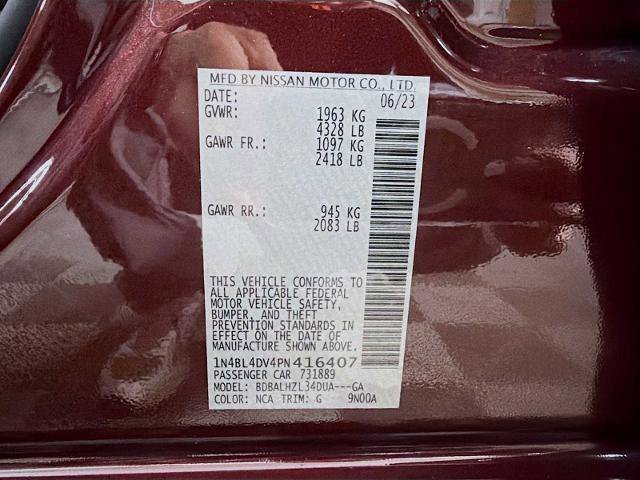 MFD BY NISSAN MOTOR CO., LTD.
DATE: 06/23
GVWR: 1963 KG
4328 LB
GAWR FR.: 1097 KG
2418 LB
GAWR RR.: 945 KG
2083 LB
THIS VEHICLE CONFORMS TO
ALL APPLICABLE FEDERAL
MOTOR VEHICLE SAFETY,
BUMPER, AND THEFT
PREVENTION STANDARDS IN
EFFECT ON THE DATE OF
MANUFACTURE SHOWN ABOVE.
1N4BL4DV4PN416407
PASSENGER CAR 731889
MODEL: BDBALHZL34DUA---GA
COLOR: NCA TRIM: G 9N00A